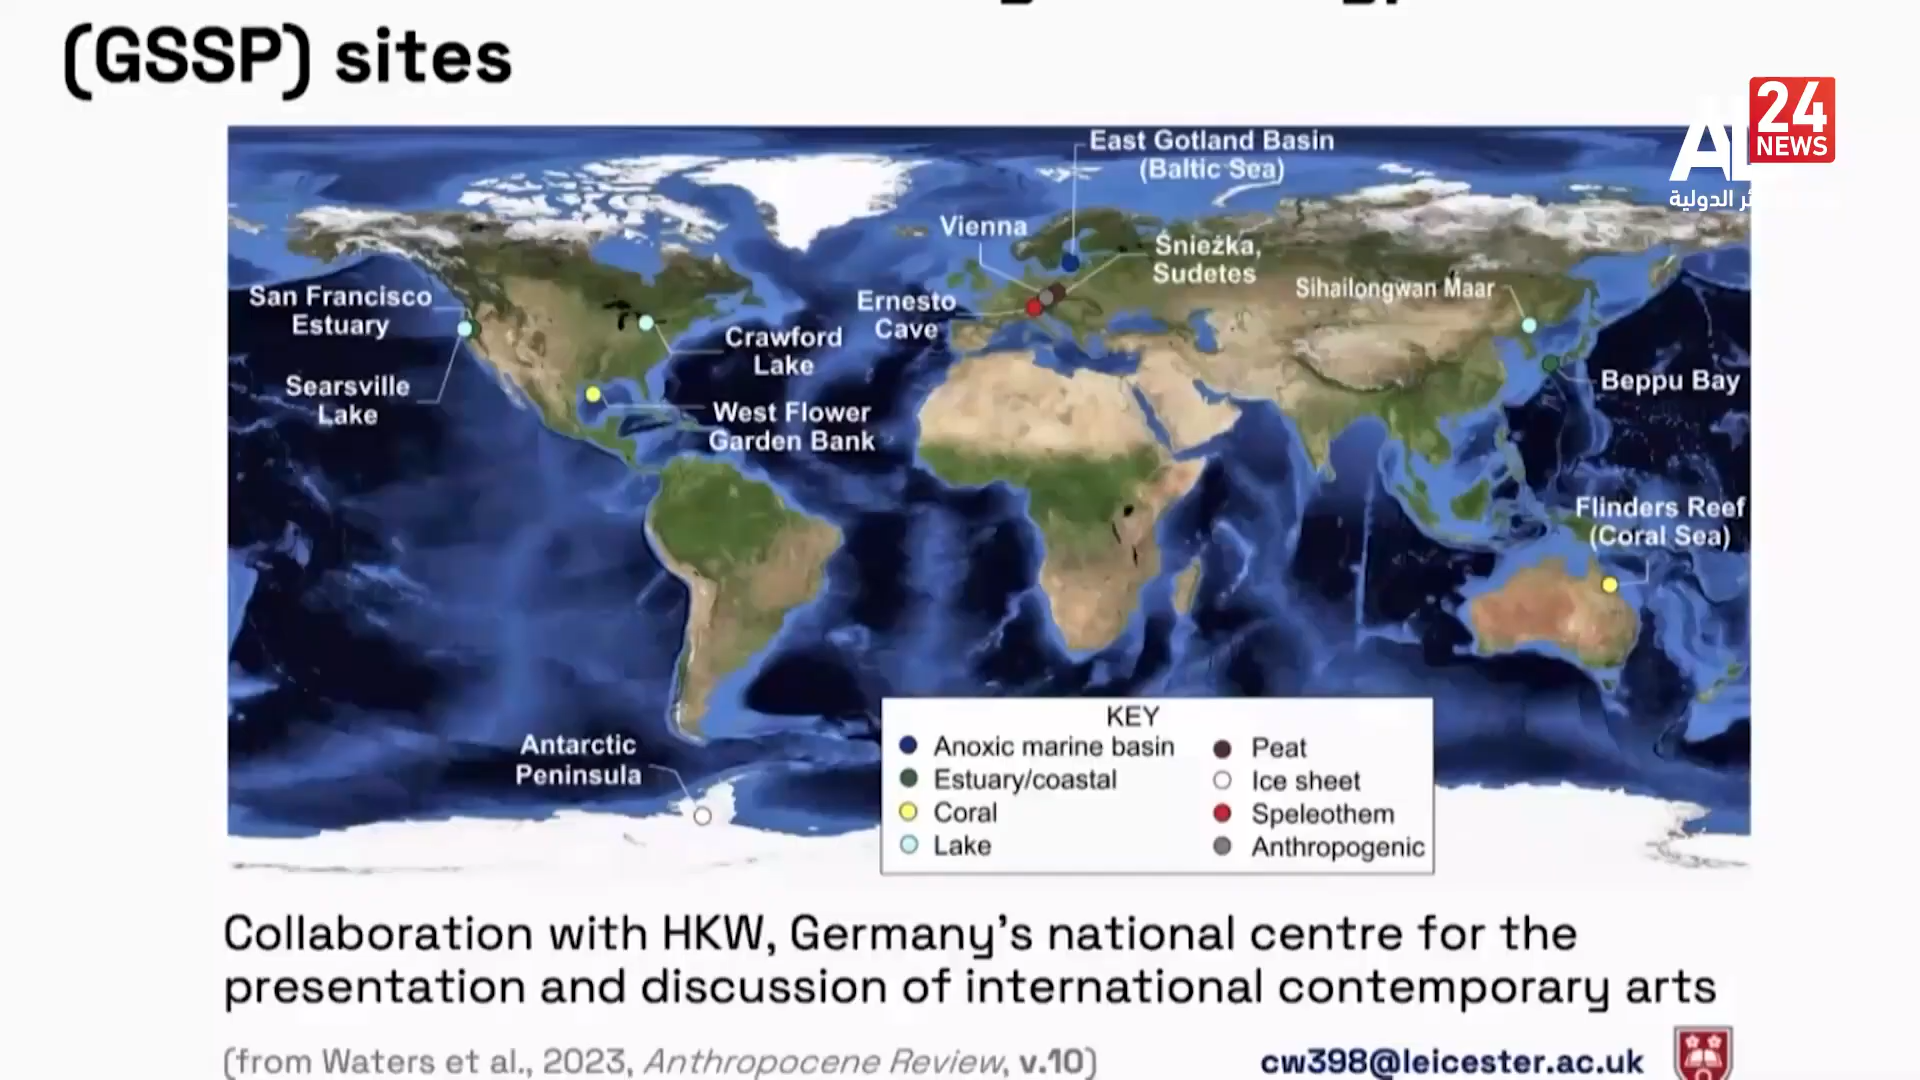 (GSSP) sites
AL
24
NEWS
ئر الدولية
East Gotland Basin
(Baltic Sea)
Vienna
Śnieżka,
Sudetes
San Francisco
Estuary
Ernesto
Cave
Sihailongwan Maar
Crawford
Lake
Searsville
Lake
Beppu Bay
West Flower
Garden Bank
Flinders Reef
(Coral Sea)
Antarctic
Peninsula
KEY
Anoxic marine basin
Estuary/coastal
Coral
Lake
Peat
Ice sheet
Speleothem
Anthropogenic
Collaboration with HKW, Germany's national centre for the
presentation and discussion of international contemporary arts
(from Waters et al., 2023, Anthropocene Review, v.10)
cw398@leicester.ac.uk